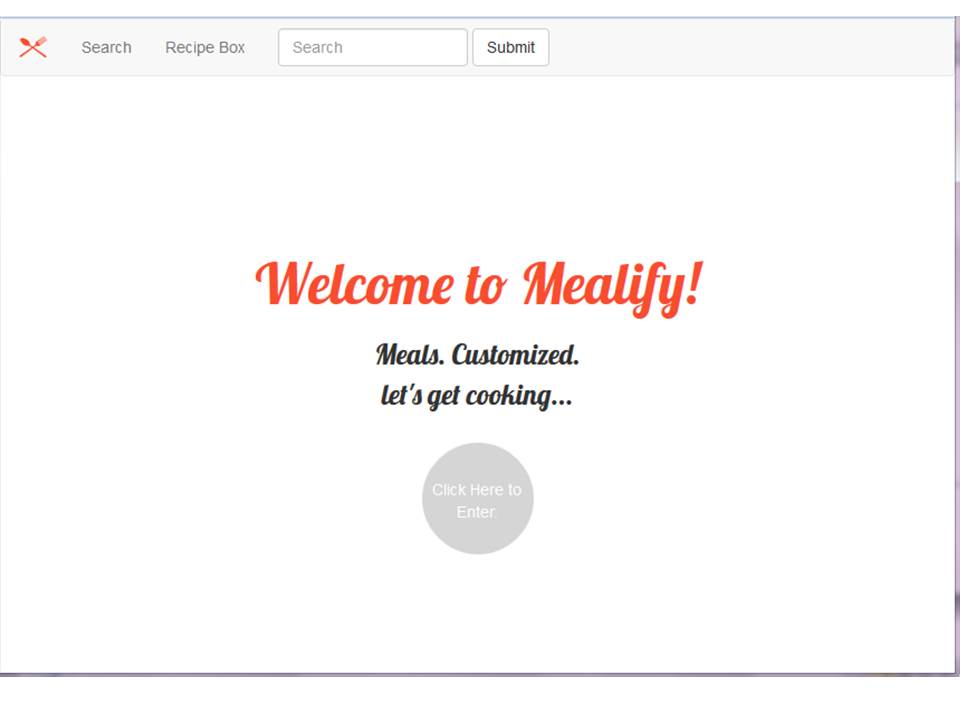 Search Recipe Box Search Submit
Welcome to Mealify!
Meals. Customized.
let's get cooking...
Click Here to
Enter